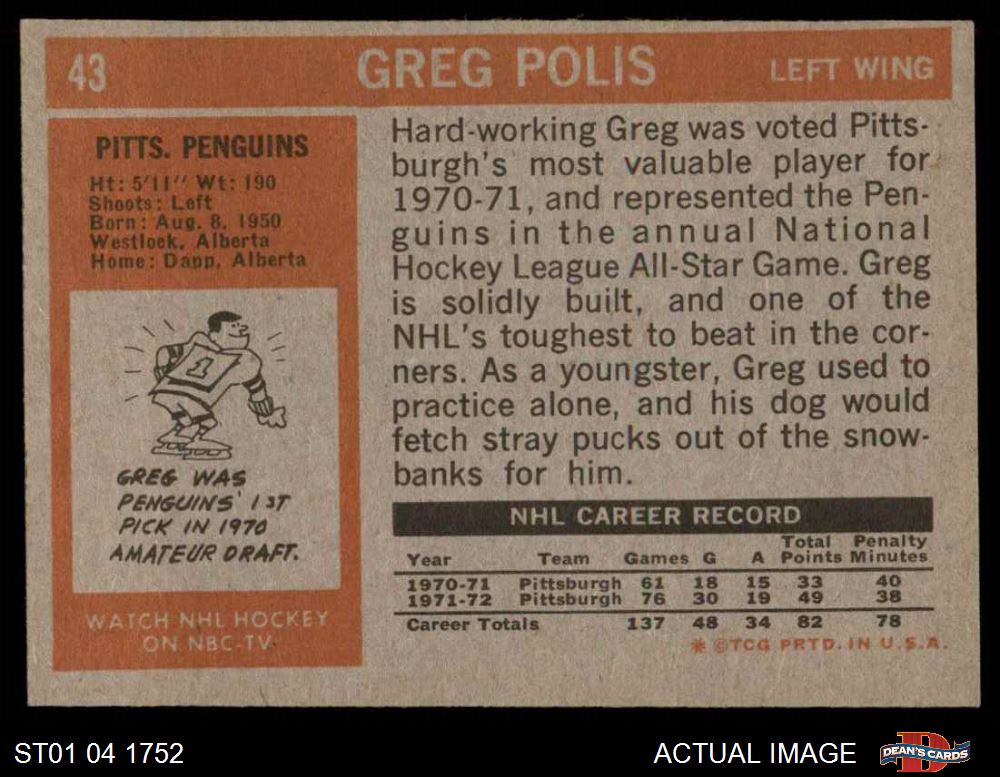 43 GREG POLIS LEFT WING
PITTS. PENGUINS
Ht: 5'11" Wt: 190
Shoots: Left
Born: Aug. 8, 1950
Westlock, Alberta
Home: Dapp, Alberta
1
GREG WAS
PENGUINS' 1ST
PICK IN 1970
AMATEUR DRAFT.
WATCH NHL HOCKEY
ON NBC-TV
Hard-working Greg was voted Pitts-
burgh's most valuable player for
1970-71, and represented the Pen-
guins in the annual National
Hockey League All-Star Game. Greg
is solidly built, and one of the
NHL's toughest to beat in the cor-
ners. As a youngster, Greg used to
practice alone, and his dog would
fetch stray pucks out of the snow-
banks for him.
NHL CAREER RECORD
Total Penalty
Year Team Games G A Points Minutes
1970-71 Pittsburgh 61 18 15 33 40
1971-72 Pittsburgh 76 30 19 49 38
Career Totals 137 48 34 82 78
* ©TCG PRTD. IN U.S.A.
ST01 04 1752 ACTUAL IMAGE DEAN'S CARDS